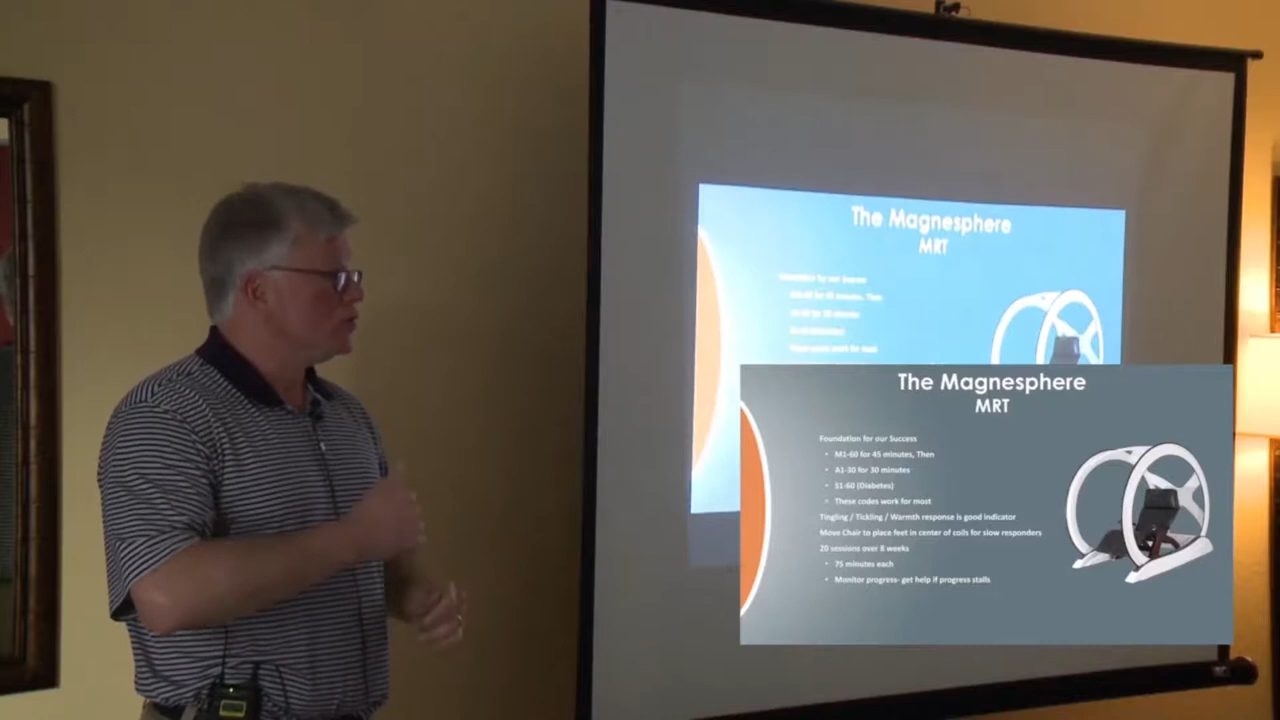 The Magnesphere
MRT
The Magnesphere
MRT
Foundation for our Success
• M1-60 for 45 minutes, Then
• A1-30 for 30 minutes
• S1-60 (Diabetes)
• These codes work for most
Tingling / Tickling / Warmth response is good indicator
Move Chair to place feet in center of coils for slow responders
20 sessions over 8 weeks
• 75 minutes each
• Monitor progress- get help if progress stalls